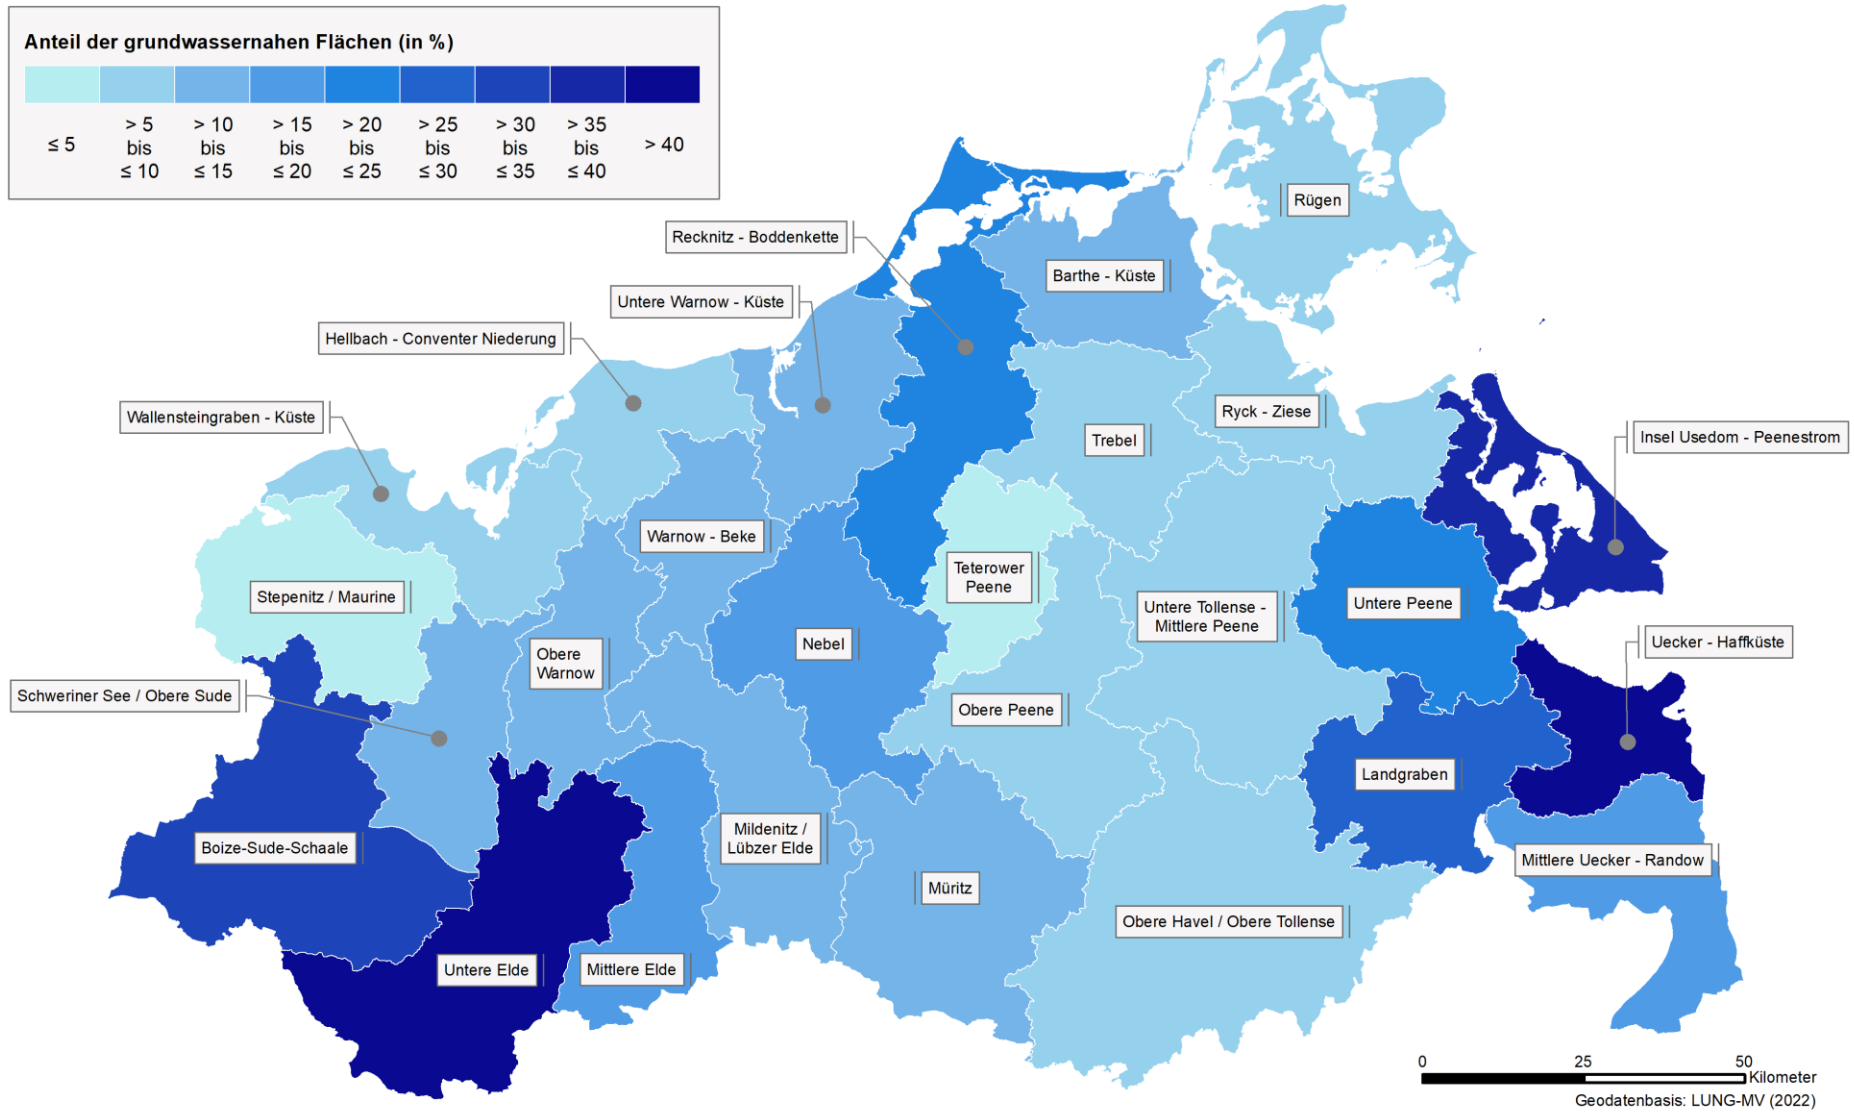 Anteil der grundwassernahen Flächen (in %)
≤ 5
> 5
bis
≤ 10
> 10
bis
≤ 15
> 15
bis
≤ 20
> 20
bis
≤ 25
> 25
bis
≤ 30
> 30
bis
≤ 35
> 35
bis
≤ 40
> 40
Rügen
Recknitz - Boddenkette
Barthe - Küste
Untere Warnow - Küste
Hellbach - Conventer Niederung
Wallensteingraben - Küste
Ryck - Ziese
Trebel
Insel Usedom - Peenestrom
Warnow - Beke
Teterower
Peene
Stepenitz / Maurine
Untere Tollense -
Mittlere Peene
Untere Peene
Nebel
Uecker - Haffküste
Obere
Warnow
Schweriner See / Obere Sude
Obere Peene
Landgraben
Boize-Sude-Schaale
Mildenitz /
Lübzer Elde
Mittlere Uecker - Randow
Müritz
Obere Havel / Obere Tollense
Untere Elde
Mittlere Elde
0 25 50
Kilometer
Geodatenbasis: LUNG-MV (2022)